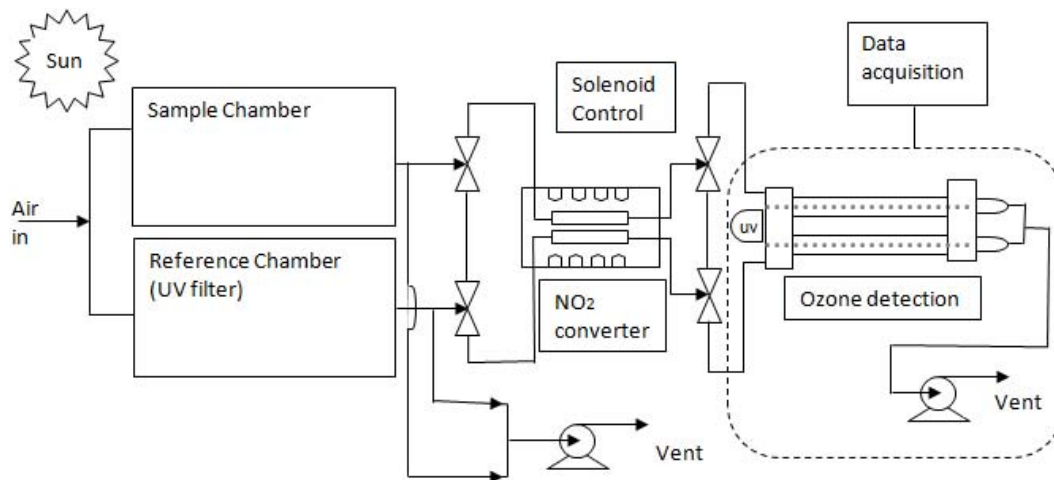 Sun
Sample Chamber
Air
in
Reference Chamber
(UV filter)
Solenoid
Control
NO2
converter
Data
acquisition
uv
Ozone detection
Vent
Vent